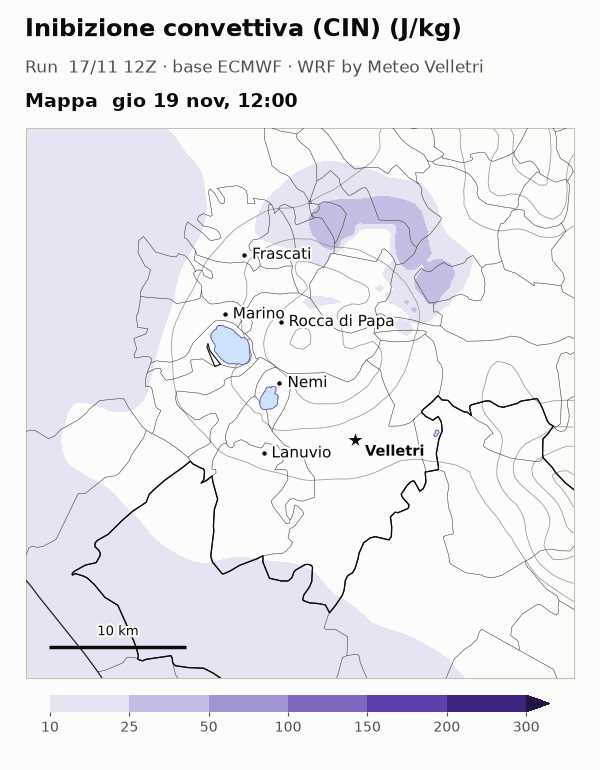 Inibizione convettiva (CIN) (J/kg)
Run  17/11 12Z · base ECMWF · WRF by Meteo Velletri
Mappa  gio 19 nov, 12:00
Frascati
Marino
Rocca di Papa
Nemi
Lanuvio
Velletri
10 km
10 25 50 100 150 200 300